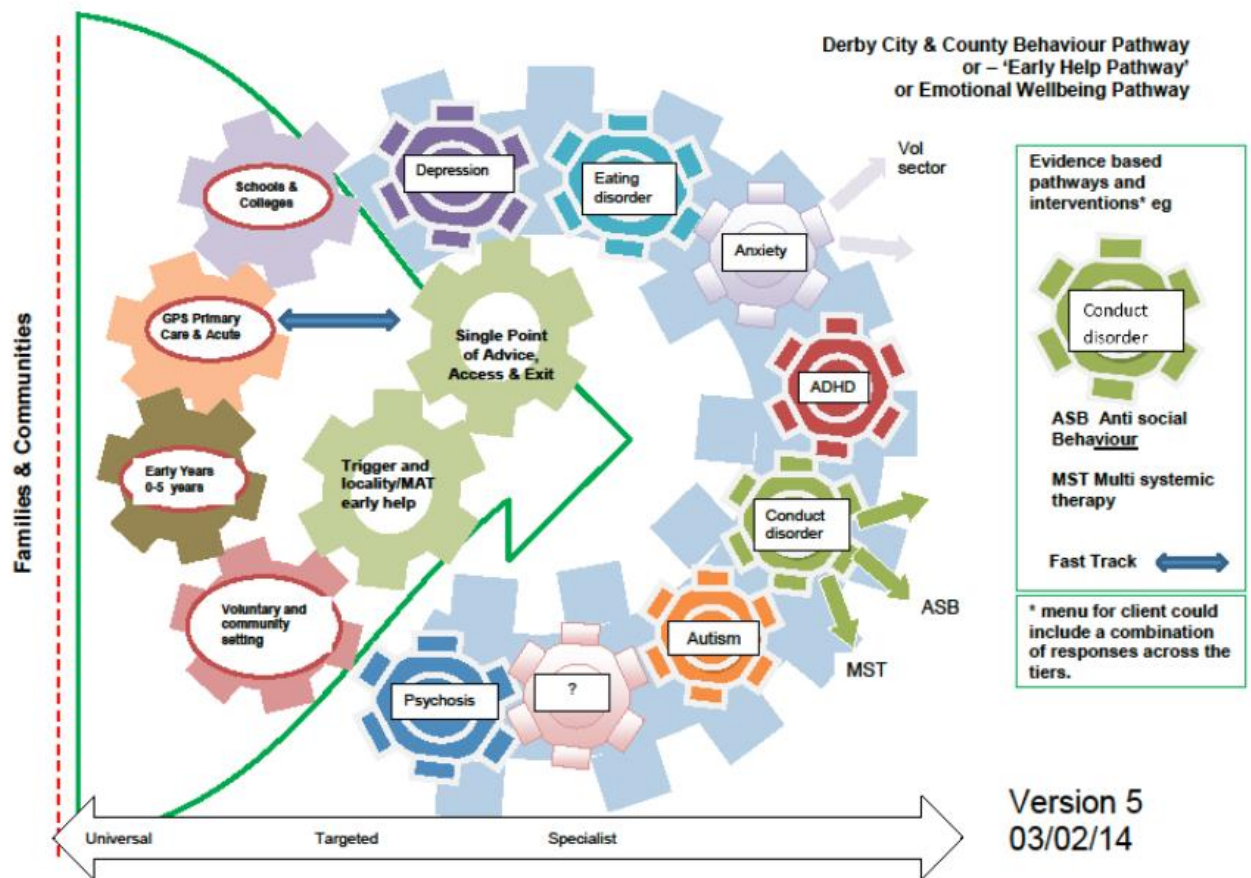 Derby City & County Behaviour Pathway
or – ‘Early Help Pathway’
or Emotional Wellbeing Pathway
Families & Communities
Schools &
Colleges
GPS Primary
Care & Acute
Early Years
0-5 years
Voluntary and
community
setting
Single Point
of Advice,
Access & Exit
Trigger and
locality/MAT
early help
Depression
Eating
disorder
Anxiety
Vol
sector
ADHD
Conduct
disorder
ASB
MST
Autism
?
Psychosis
Evidence based
pathways and
interventions* eg
Conduct
disorder
ASB Anti social
Behaviour
MST Multi systemic
therapy
Fast Track
* menu for client could
include a combination
of responses across the
tiers.
Universal
Targeted
Specialist
Version 5
03/02/14